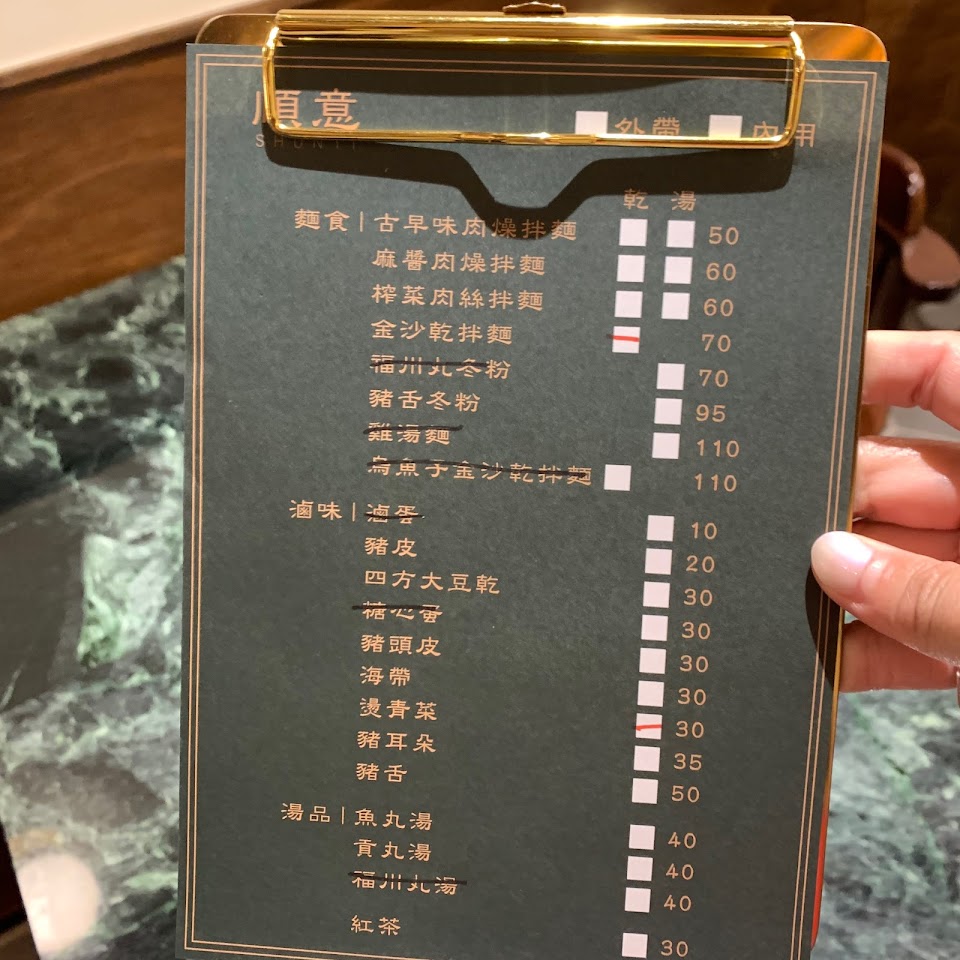 順意
SHUNYI
外帶 內用
乾 湯
麵食 | 古早味肉燥拌麵 50
麻醬肉燥拌麵 60
榨菜肉絲拌麵 60
金沙乾拌麵 70
福州丸冬粉 70
豬舌冬粉 95
雞湯麵 110
烏魚子金沙乾拌麵 110
滷味 | 滷蛋 10
豬皮 20
四方大豆乾 30
糖心蛋 30
豬頭皮 30
海帶 30
燙青菜 30
豬耳朵 35
豬舌 50
湯品 | 魚丸湯 40
貢丸湯 40
福州丸湯 40
紅茶 30